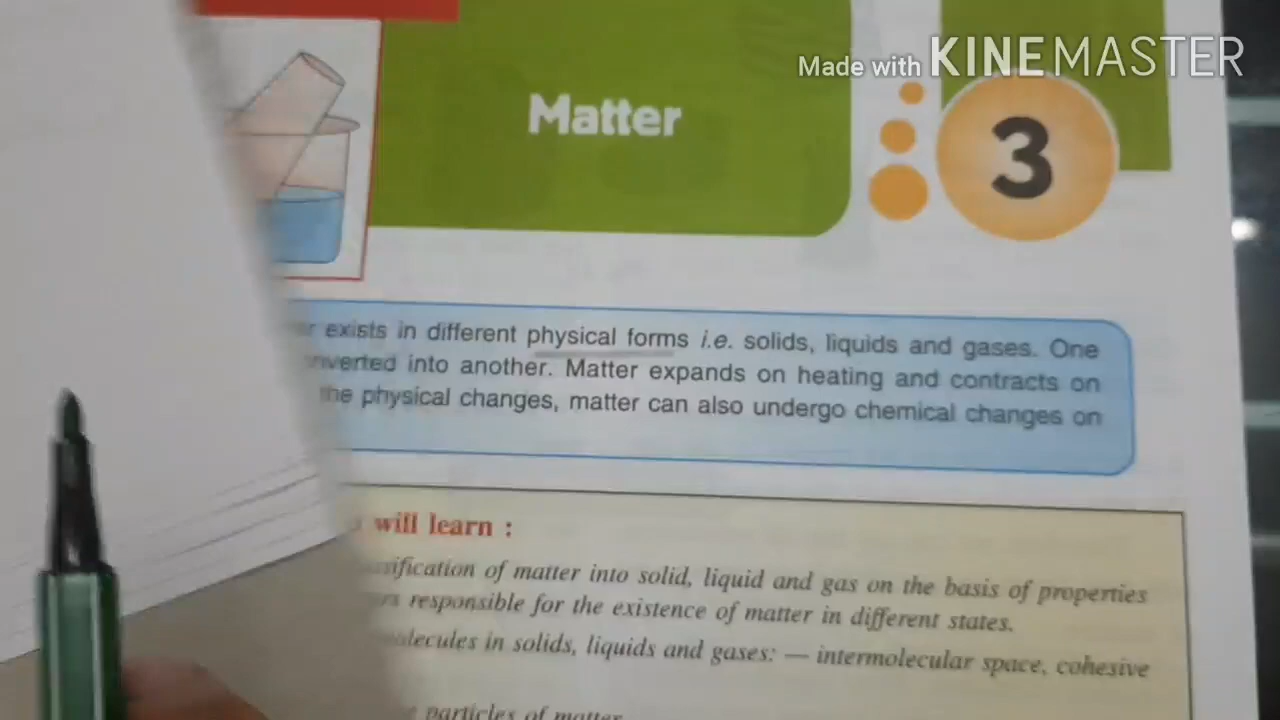 Made with KINEMASTER
Matter
3
exists in different physical forms i.e. solids, liquids and gases. One
into another. Matter expands on heating and contracts on
the physical changes, matter can also undergo chemical changes on
will learn :
of matter into solid, liquid and gas on the basis of properties
responsible for the existence of matter in different states.
molecules in solids, liquids and gases: — intermolecular space, cohesive
particles of matter